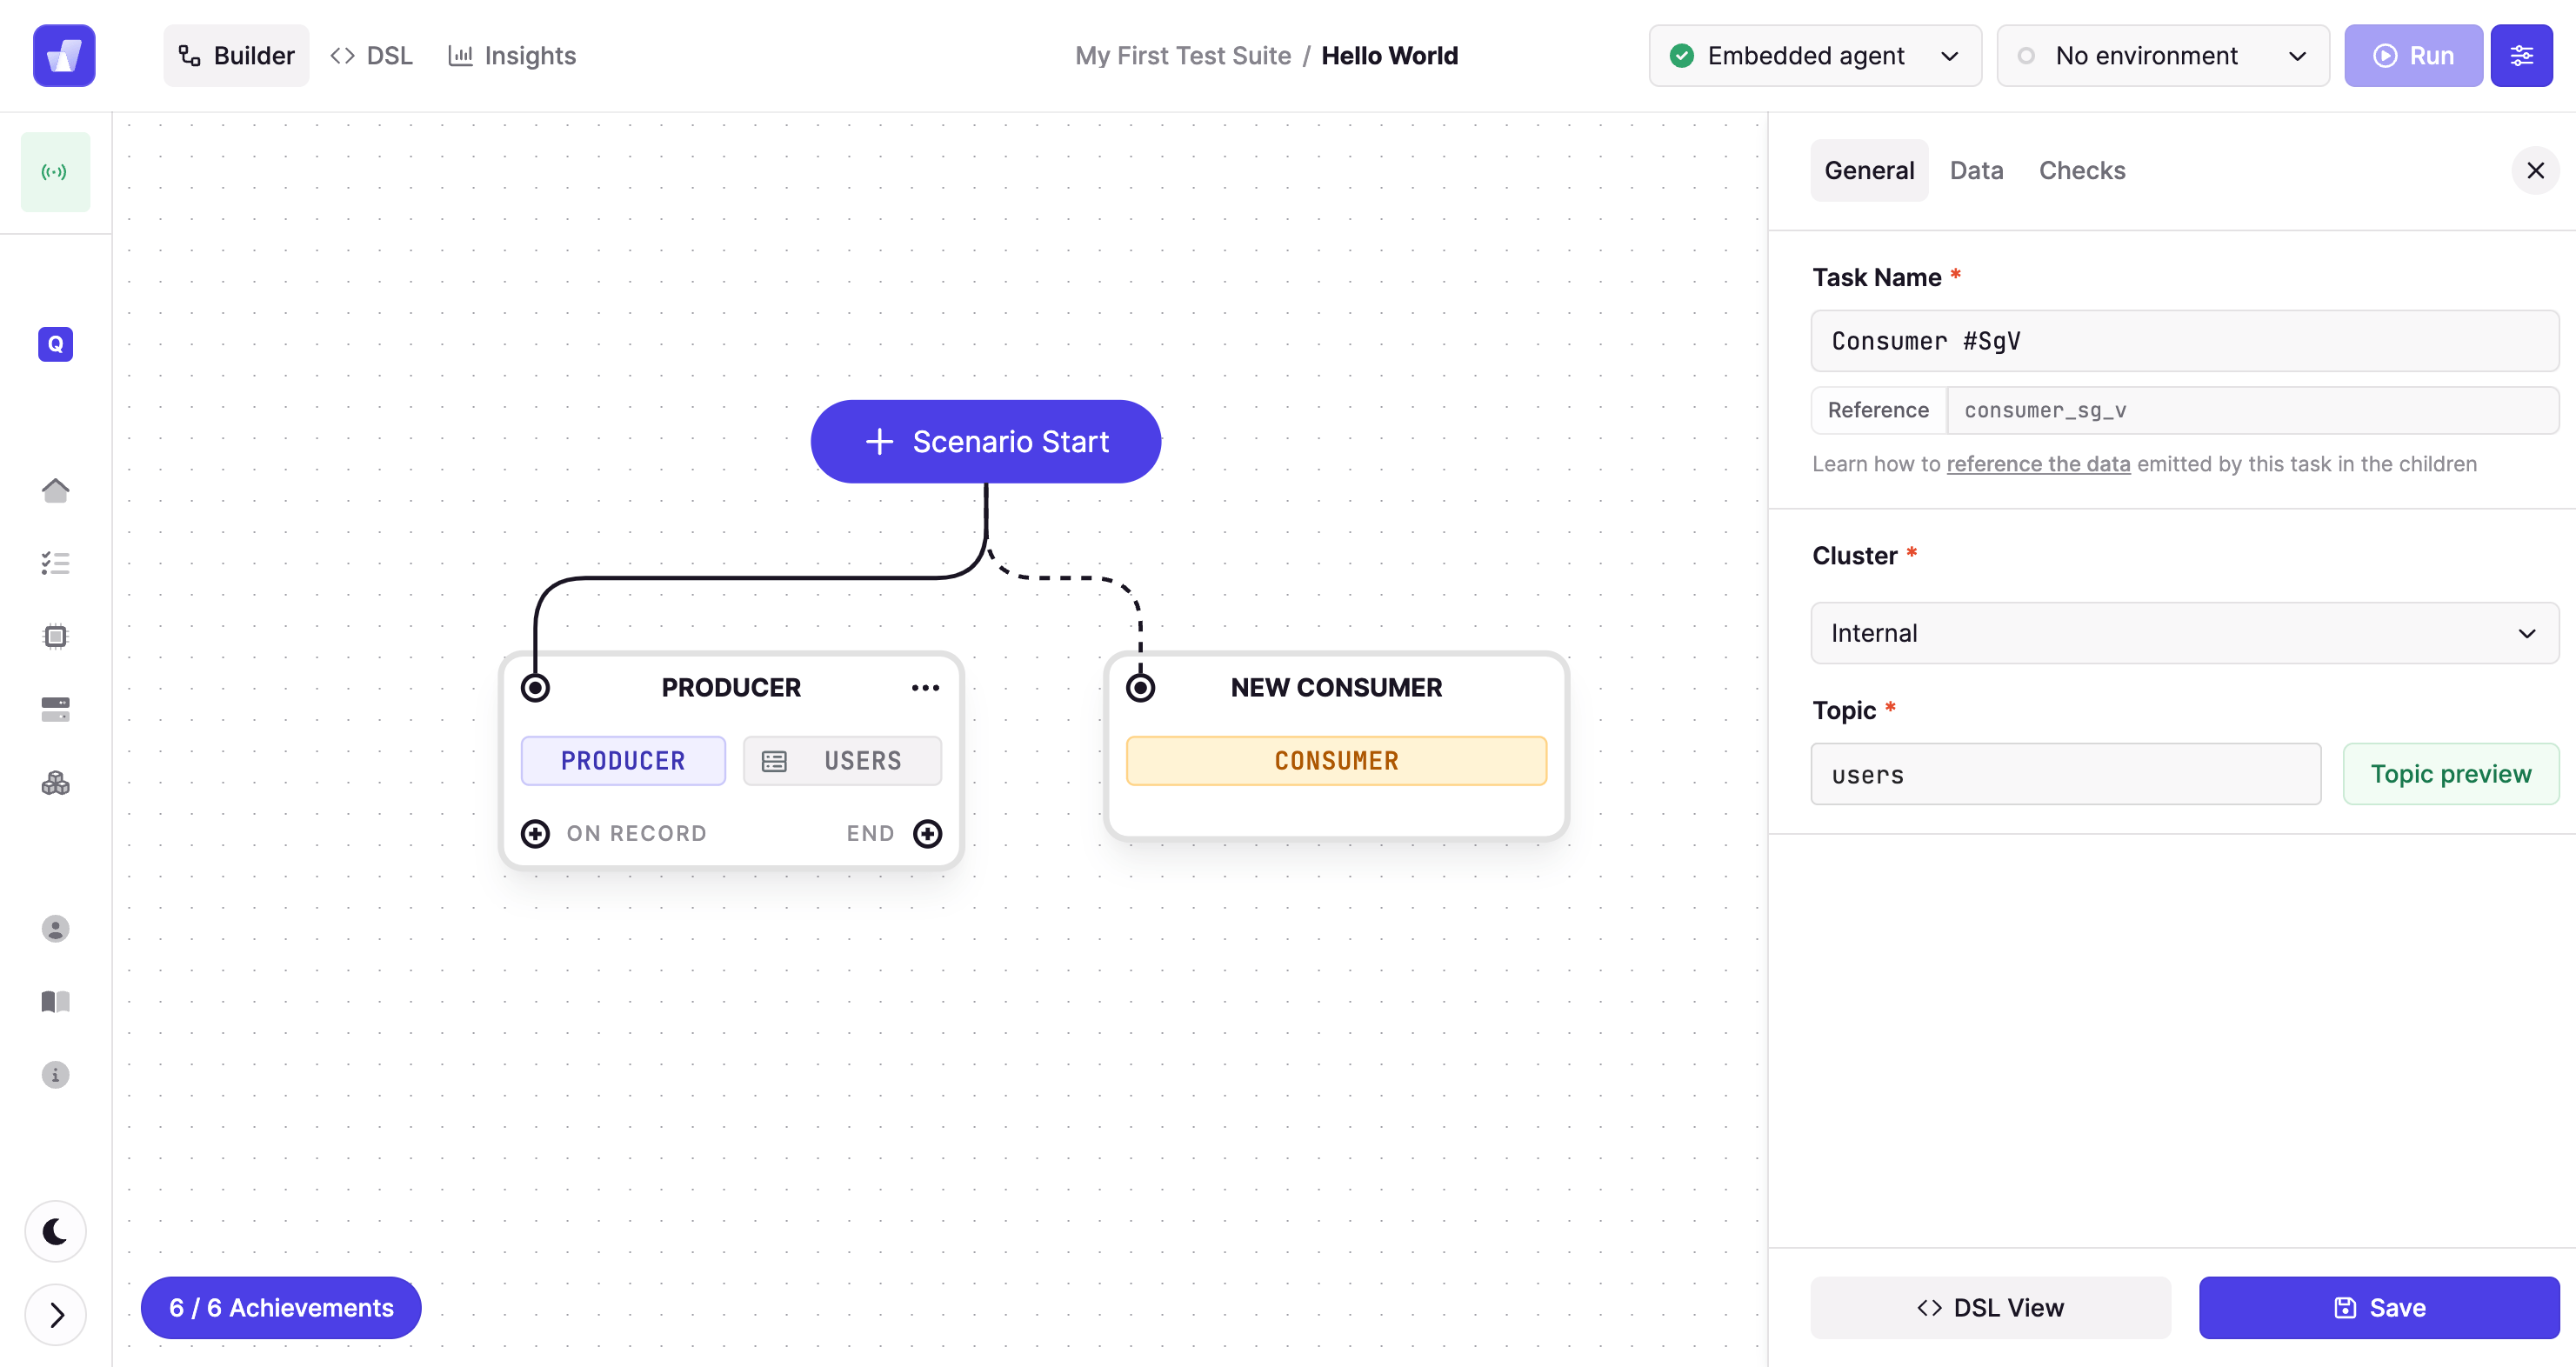 Builder
DSL
Insights
My First Test Suite / Hello World
Embedded agent
No environment
Run
Q
General
Data
Checks
Task Name *
Consumer #SgV
Reference
consumer_sg_v
Learn how to reference the data emitted by this task in the children
Cluster *
Internal
Topic *
users
Topic preview
Scenario Start
PRODUCER
PRODUCER
USERS
ON RECORD
END
NEW CONSUMER
CONSUMER
6 / 6 Achievements
DSL View
Save